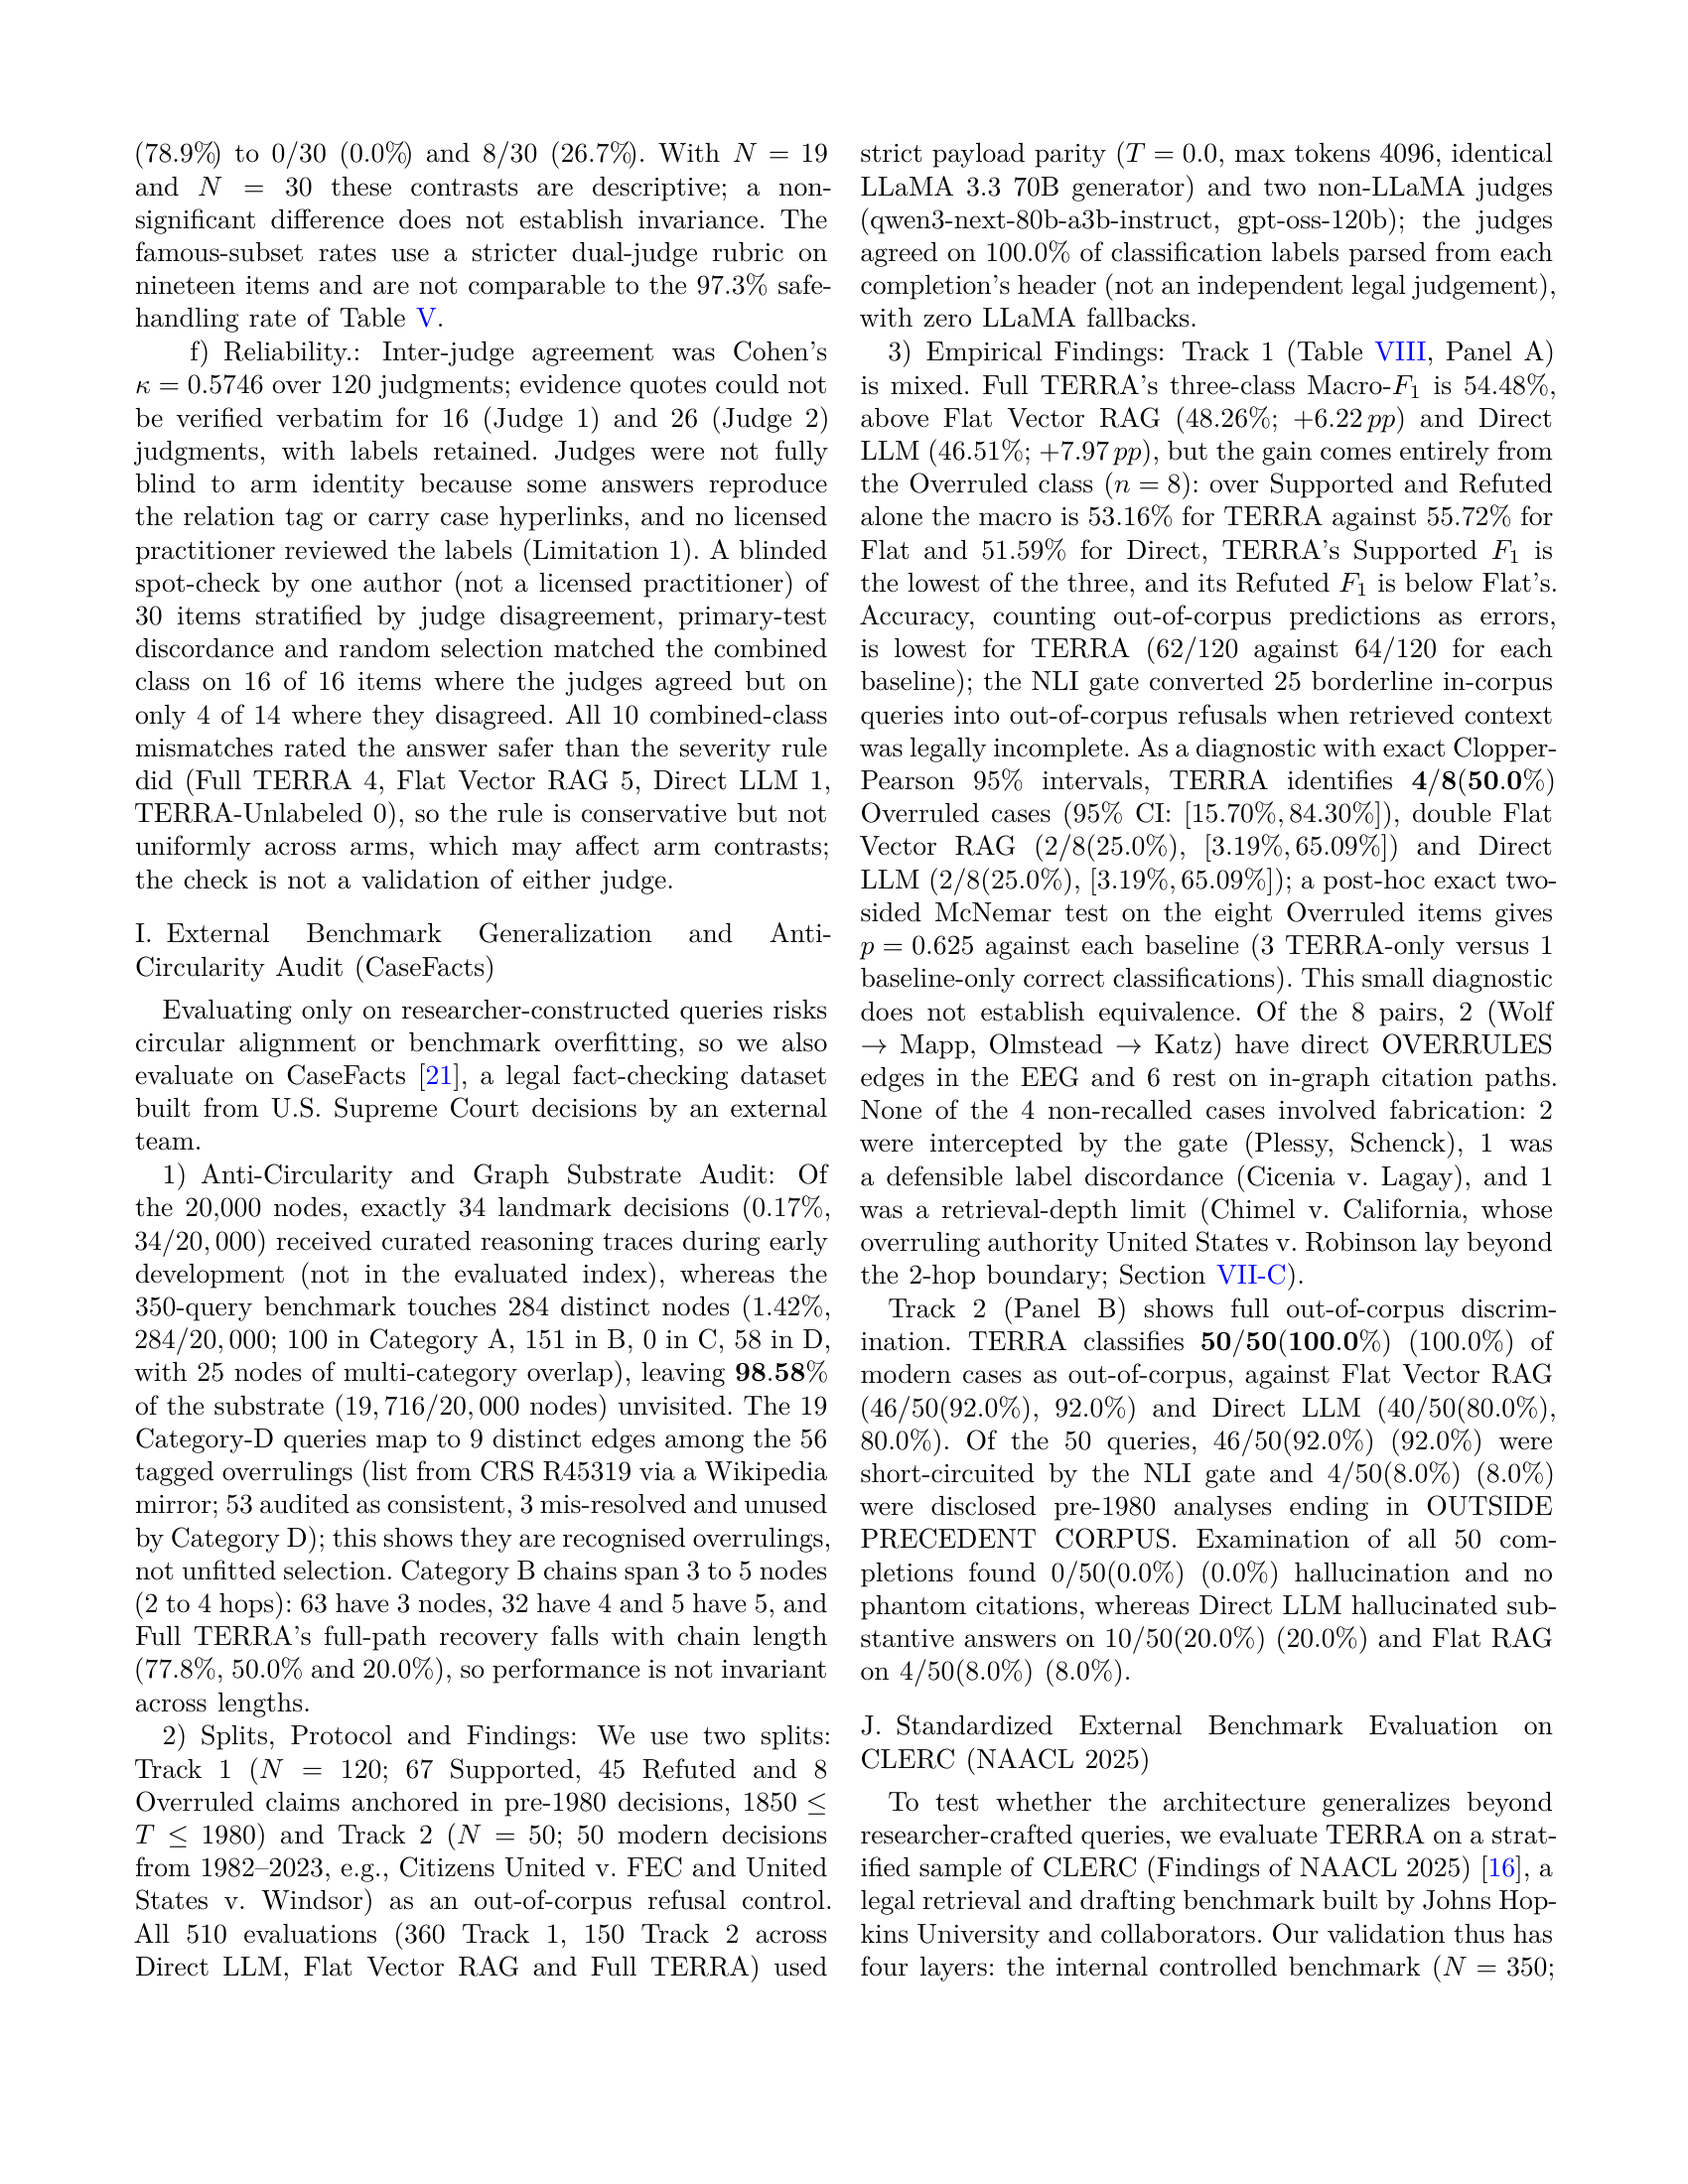 (78.9%) to 0/30 (0.0%) and 8/30 (26.7%). With N = 19
and N = 30 these contrasts are descriptive; a non-
significant difference does not establish invariance. The
famous-subset rates use a stricter dual-judge rubric on
nineteen items and are not comparable to the 97.3% safe-
handling rate of Table V.
f) Reliability.: Inter-judge agreement was Cohen's
κ = 0.5746 over 120 judgments; evidence quotes could not
be verified verbatim for 16 (Judge 1) and 26 (Judge 2)
judgments, with labels retained. Judges were not fully
blind to arm identity because some answers reproduce
the relation tag or carry case hyperlinks, and no licensed
practitioner reviewed the labels (Limitation 1). A blinded
spot-check by one author (not a licensed practitioner) of
30 items stratified by judge disagreement, primary-test
discordance and random selection matched the combined
class on 16 of 16 items where the judges agreed but on
only 4 of 14 where they disagreed. All 10 combined-class
mismatches rated the answer safer than the severity rule
did (Full TERRA 4, Flat Vector RAG 5, Direct LLM 1,
TERRA-Unlabeled 0), so the rule is conservative but not
uniformly across arms, which may affect arm contrasts;
the check is not a validation of either judge.
I. External Benchmark Generalization and Anti-
Circularity Audit (CaseFacts)
Evaluating only on researcher-constructed queries risks
circular alignment or benchmark overfitting, so we also
evaluate on CaseFacts [21], a legal fact-checking dataset
built from U.S. Supreme Court decisions by an external
team.
1) Anti-Circularity and Graph Substrate Audit: Of
the 20,000 nodes, exactly 34 landmark decisions (0.17%,
34/20, 000) received curated reasoning traces during early
development (not in the evaluated index), whereas the
350-query benchmark touches 284 distinct nodes (1.42%,
284/20, 000; 100 in Category A, 151 in B, 0 in C, 58 in D,
with 25 nodes of multi-category overlap), leaving 98.58%
of the substrate (19, 716/20, 000 nodes) unvisited. The 19
Category-D queries map to 9 distinct edges among the 56
tagged overrulings (list from CRS R45319 via a Wikipedia
mirror; 53 audited as consistent, 3 mis-resolved and unused
by Category D); this shows they are recognised overrulings,
not unfitted selection. Category B chains span 3 to 5 nodes
(2 to 4 hops): 63 have 3 nodes, 32 have 4 and 5 have 5, and
Full TERRA's full-path recovery falls with chain length
(77.8%, 50.0% and 20.0%), so performance is not invariant
across lengths.
2) Splits, Protocol and Findings: We use two splits:
Track 1 (N = 120; 67 Supported, 45 Refuted and 8
Overruled claims anchored in pre-1980 decisions, 1850 ≤
T ≤ 1980) and Track 2 (N = 50; 50 modern decisions
from 1982–2023, e.g., Citizens United v. FEC and United
States v. Windsor) as an out-of-corpus refusal control.
All 510 evaluations (360 Track 1, 150 Track 2 across
Direct LLM, Flat Vector RAG and Full TERRA) used
strict payload parity (T = 0.0, max tokens 4096, identical
LLaMA 3.3 70B generator) and two non-LLaMA judges
(qwen3-next-80b-a3b-instruct, gpt-oss-120b); the judges
agreed on 100.0% of classification labels parsed from each
completion's header (not an independent legal judgement),
with zero LLaMA fallbacks.
3) Empirical Findings: Track 1 (Table VIII, Panel A)
is mixed. Full TERRA's three-class Macro-F1 is 54.48%,
above Flat Vector RAG (48.26%; +6.22 pp) and Direct
LLM (46.51%; +7.97 pp), but the gain comes entirely from
the Overruled class (n = 8): over Supported and Refuted
alone the macro is 53.16% for TERRA against 55.72% for
Flat and 51.59% for Direct, TERRA's Supported F1 is
the lowest of the three, and its Refuted F1 is below Flat's.
Accuracy, counting out-of-corpus predictions as errors,
is lowest for TERRA (62/120 against 64/120 for each
baseline); the NLI gate converted 25 borderline in-corpus
queries into out-of-corpus refusals when retrieved context
was legally incomplete. As a diagnostic with exact Clopper-
Pearson 95% intervals, TERRA identifies 4/8(50.0%)
Overruled cases (95% CI: [15.70%, 84.30%]), double Flat
Vector RAG (2/8(25.0%), [3.19%, 65.09%]) and Direct
LLM (2/8(25.0%), [3.19%, 65.09%]); a post-hoc exact two-
sided McNemar test on the eight Overruled items gives
p = 0.625 against each baseline (3 TERRA-only versus 1
baseline-only correct classifications). This small diagnostic
does not establish equivalence. Of the 8 pairs, 2 (Wolf
→ Mapp, Olmstead → Katz) have direct OVERRULES
edges in the EEG and 6 rest on in-graph citation paths.
None of the 4 non-recalled cases involved fabrication: 2
were intercepted by the gate (Plessy, Schenck), 1 was
a defensible label discordance (Cicenia v. Lagay), and 1
was a retrieval-depth limit (Chimel v. California, whose
overruling authority United States v. Robinson lay beyond
the 2-hop boundary; Section VII-C).
Track 2 (Panel B) shows full out-of-corpus discrim-
ination. TERRA classifies 50/50(100.0%) (100.0%) of
modern cases as out-of-corpus, against Flat Vector RAG
(46/50(92.0%), 92.0%) and Direct LLM (40/50(80.0%),
80.0%). Of the 50 queries, 46/50(92.0%) (92.0%) were
short-circuited by the NLI gate and 4/50(8.0%) (8.0%)
were disclosed pre-1980 analyses ending in OUTSIDE
PRECEDENT CORPUS. Examination of all 50 com-
pletions found 0/50(0.0%) (0.0%) hallucination and no
phantom citations, whereas Direct LLM hallucinated sub-
stantive answers on 10/50(20.0%) (20.0%) and Flat RAG
on 4/50(8.0%) (8.0%).
J. Standardized External Benchmark Evaluation on
CLERC (NAACL 2025)
To test whether the architecture generalizes beyond
researcher-crafted queries, we evaluate TERRA on a strat-
ified sample of CLERC (Findings of NAACL 2025) [16], a
legal retrieval and drafting benchmark built by Johns Hop-
kins University and collaborators. Our validation thus has
four layers: the internal controlled benchmark (N = 350;